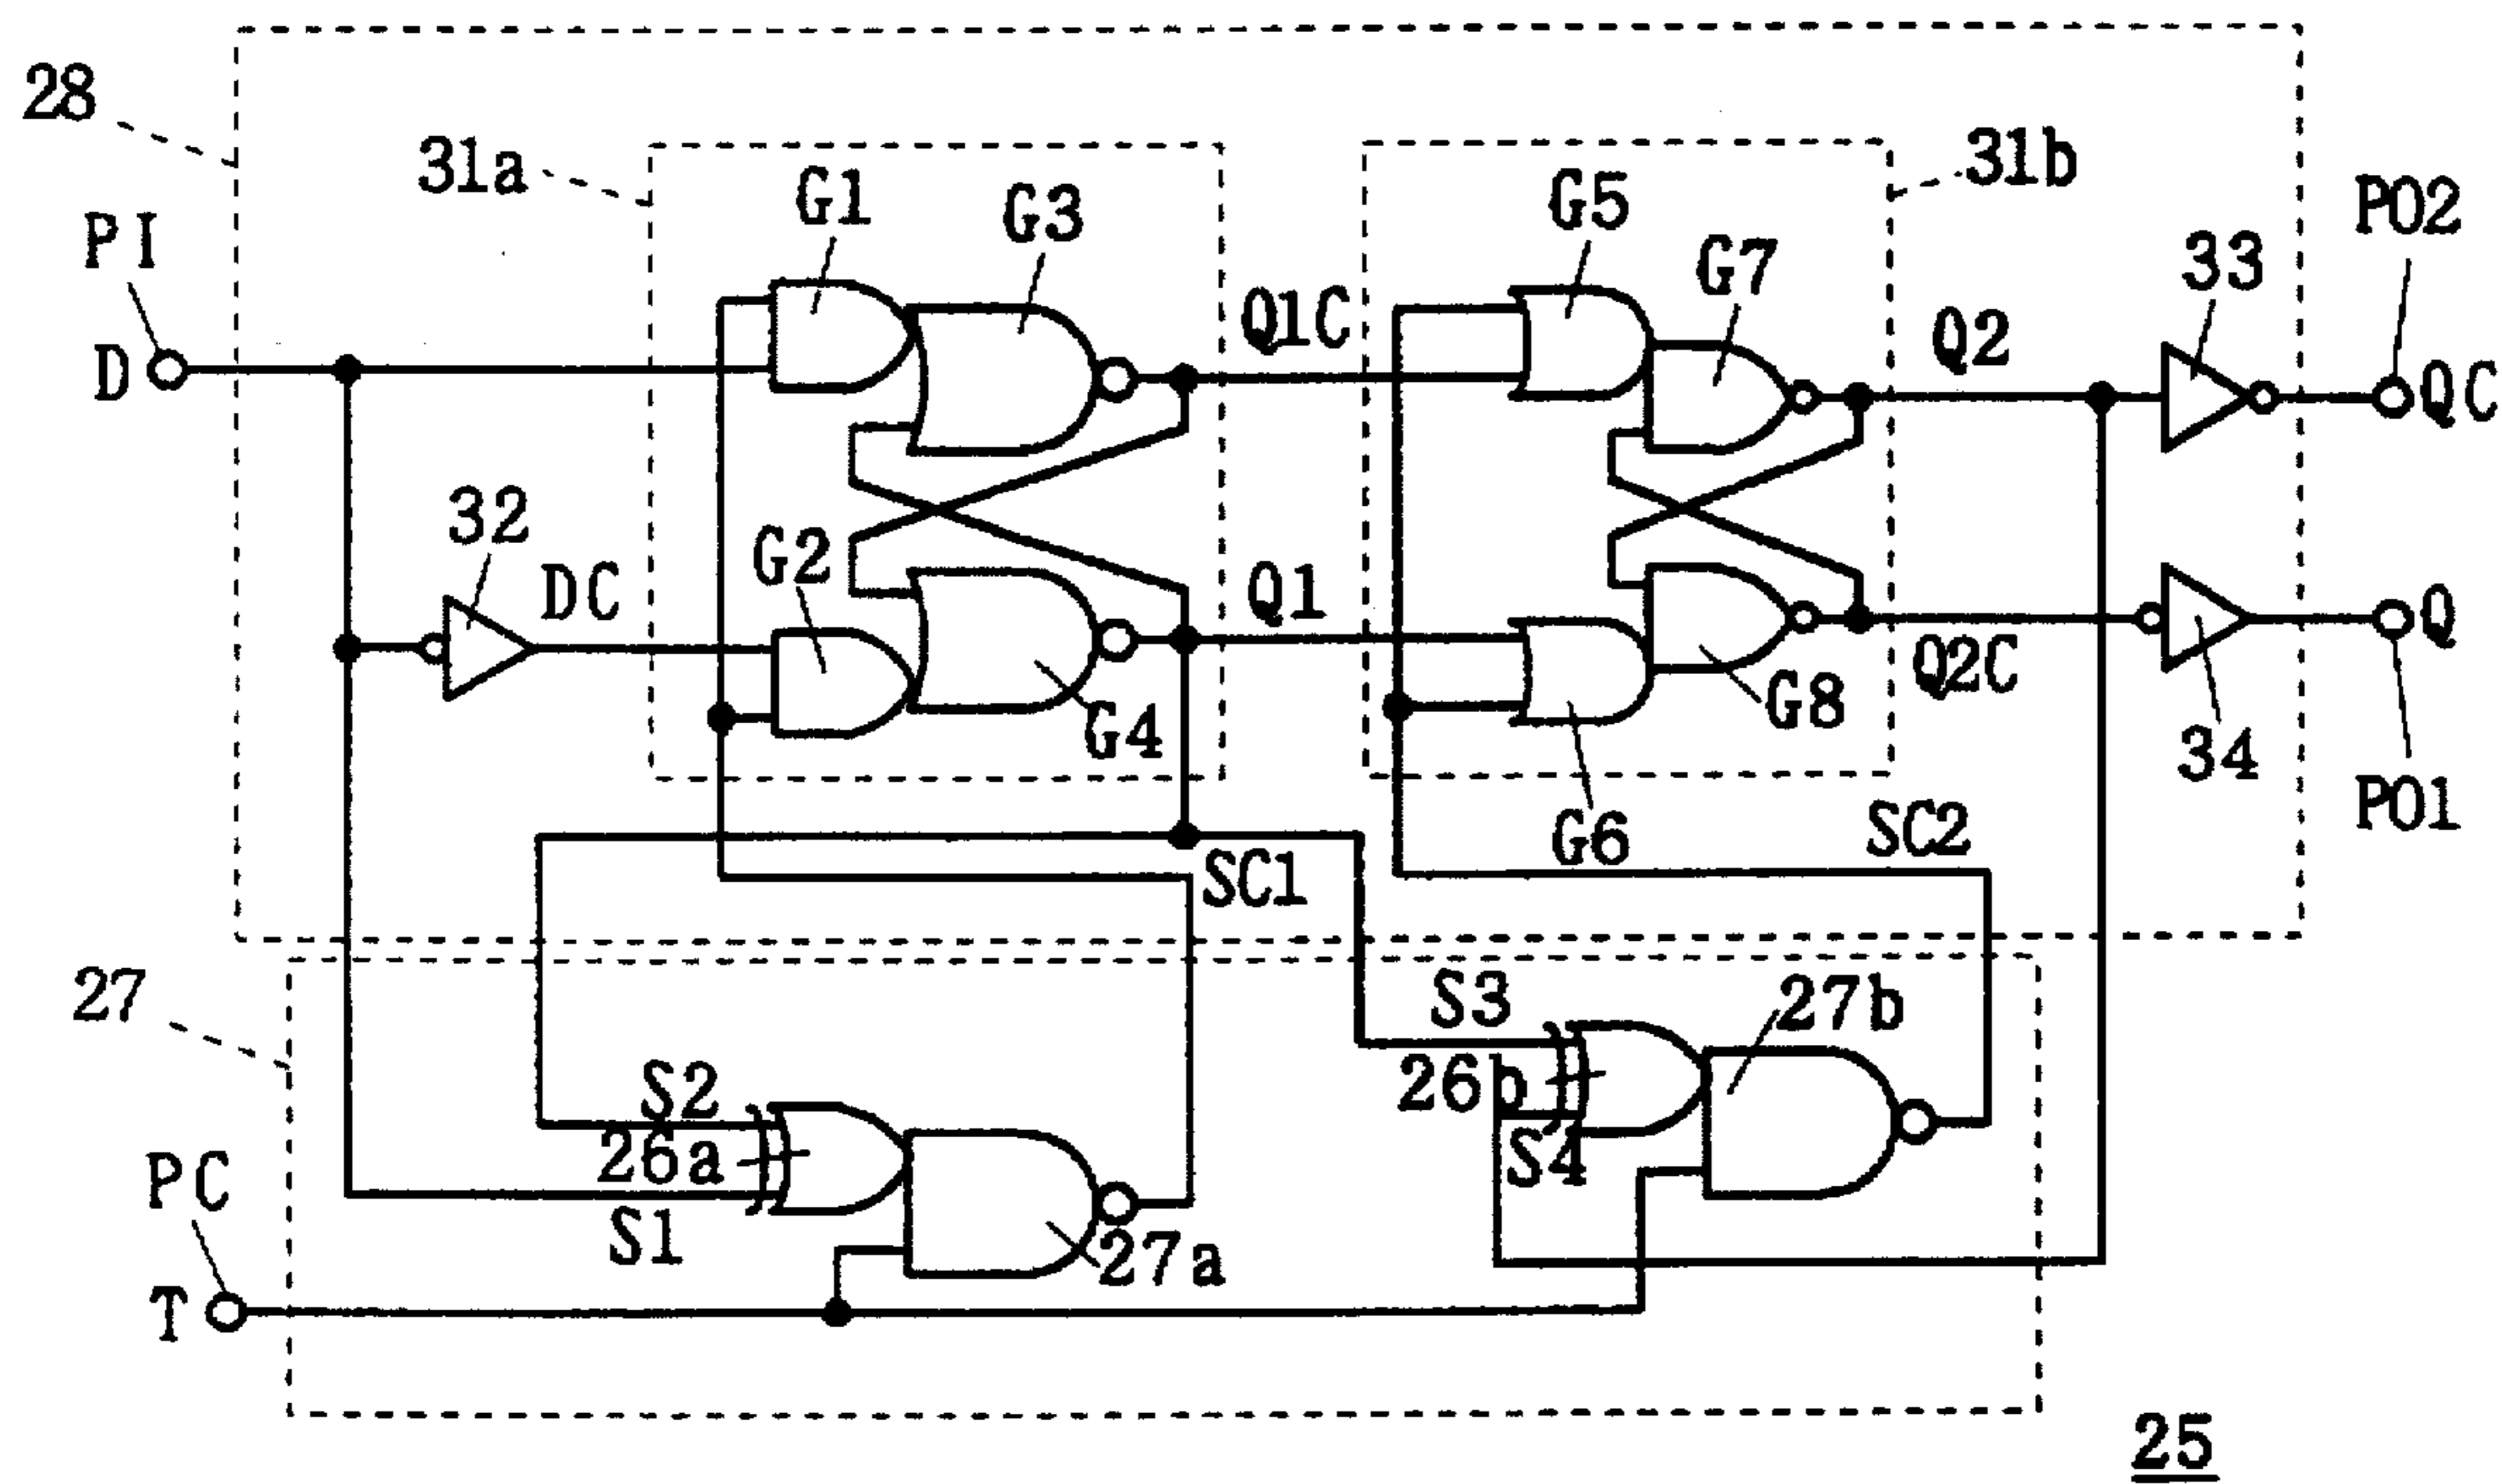 28
31a
G1
G3
G5
G7
31b
PO2
33
PI
D
Q1C
Q2
QC
32
DC
G2
G4
Q1
G6
G8
Q2C
Q
34
PO1
SC1
SC2
27
S2
26a
S1
27a
S3
26b
S4
27b
PC
T
25